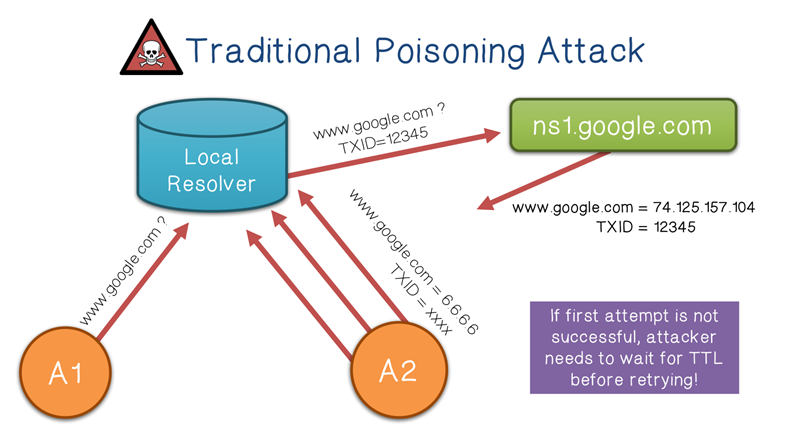 Traditional Poisoning Attack
www.google.com ?
TXID=12345
ns1.google.com
Local
Resolver
www.google.com = 74.125.157.104
TXID = 12345
www.google.com ?
www.google.com = 6.6.6.6
TXID = xxxx
If first attempt is not
successful, attacker
needs to wait for TTL
before retrying!
A1
A2